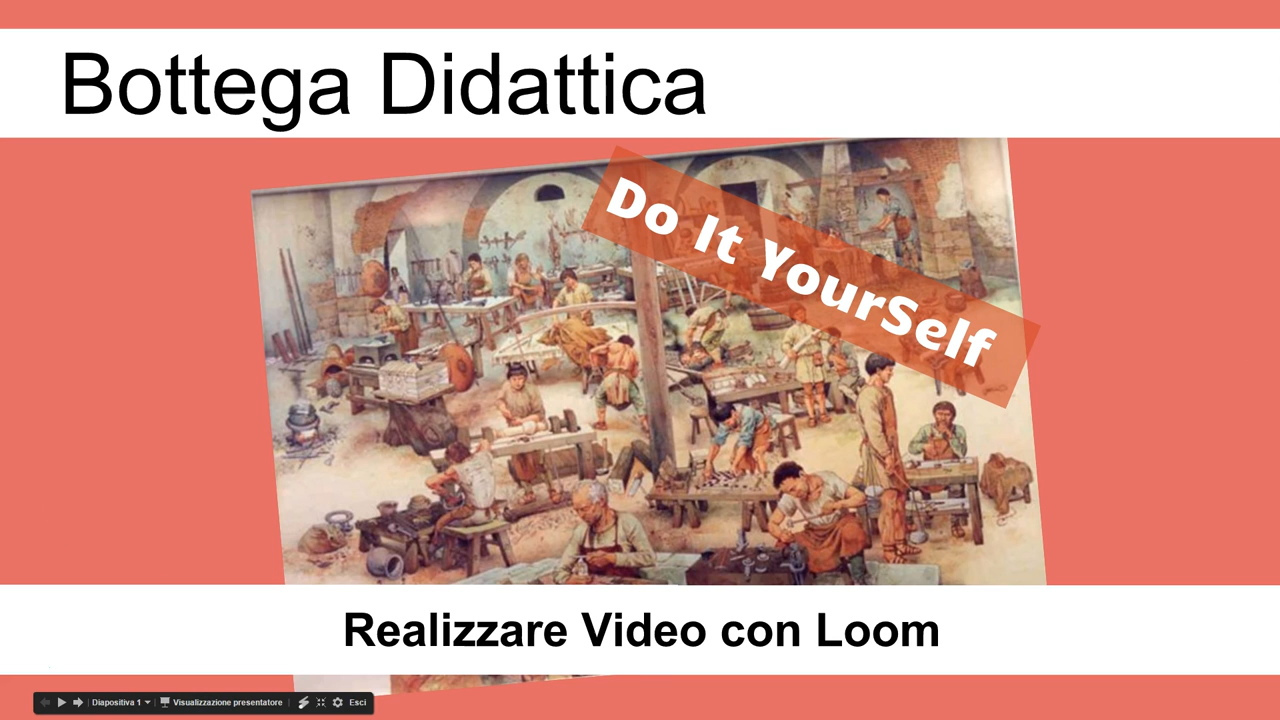 Bottega Didattica
Do It YourSelf
Realizzare Video con Loom
Diapositiva 1
Visualizzazione presentatore
Esci